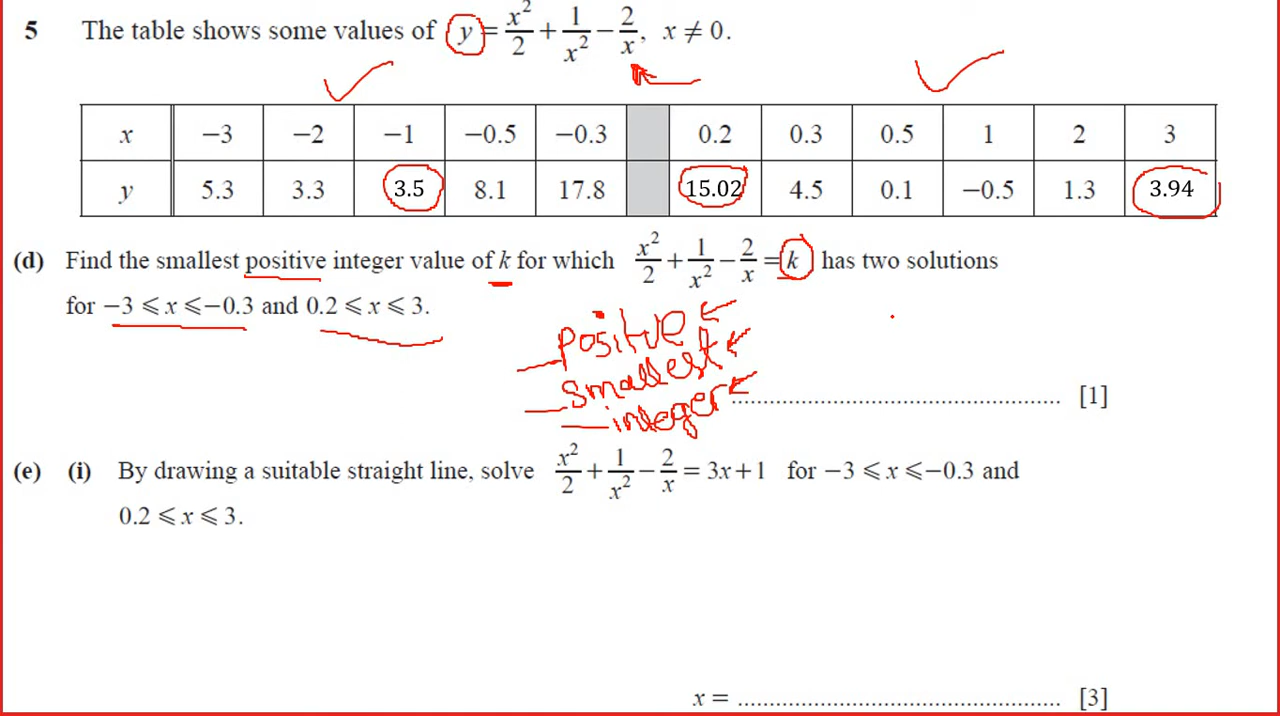 5 The table shows some values of y = x²/2 + 1/x² − 2/x, x ≠ 0.
x −3 −2 −1 −0.5 −0.3 0.2 0.3 0.5 1 2 3
y 5.3 3.3 3.5 8.1 17.8 15.02 4.5 0.1 −0.5 1.3 3.94
(d) Find the smallest positive integer value of k for which x²/2 + 1/x² − 2/x = k has two solutions
for −3 ⩽ x ⩽ −0.3 and 0.2 ⩽ x ⩽ 3.
positive
smallest
integer
.................................................. [1]
(e) (i) By drawing a suitable straight line, solve x²/2 + 1/x² − 2/x = 3x + 1 for −3 ⩽ x ⩽ −0.3 and
0.2 ⩽ x ⩽ 3.
x = .................................................. [3]